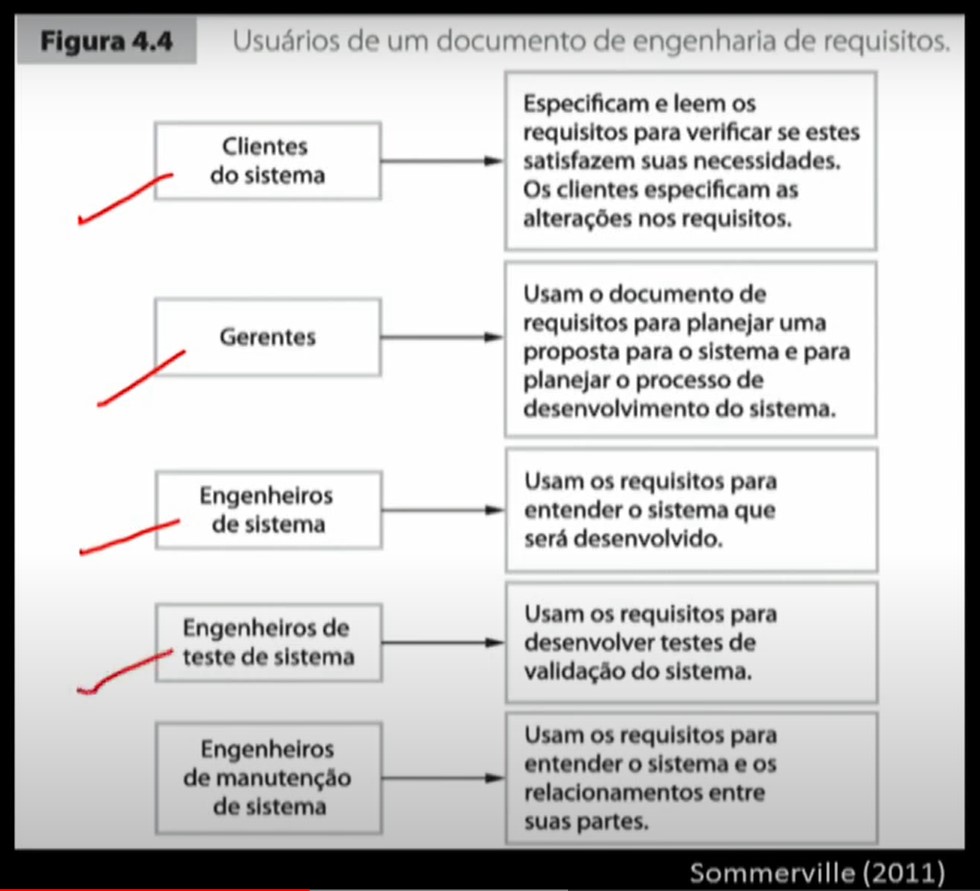 Figura 4.4 Usuários de um documento de engenharia de requisitos.
Clientes
do sistema
Especificam e leem os
requisitos para verificar se estes
satisfazem suas necessidades.
Os clientes especificam as
alterações nos requisitos.
Gerentes
Usam o documento de
requisitos para planejar uma
proposta para o sistema e para
planejar o processo de
desenvolvimento do sistema.
Engenheiros
de sistema
Usam os requisitos para
entender o sistema que
será desenvolvido.
Engenheiros de
teste de sistema
Usam os requisitos para
desenvolver testes de
validação do sistema.
Engenheiros
de manutenção
de sistema
Usam os requisitos para
entender o sistema e os
relacionamentos entre
suas partes.
Sommerville (2011)